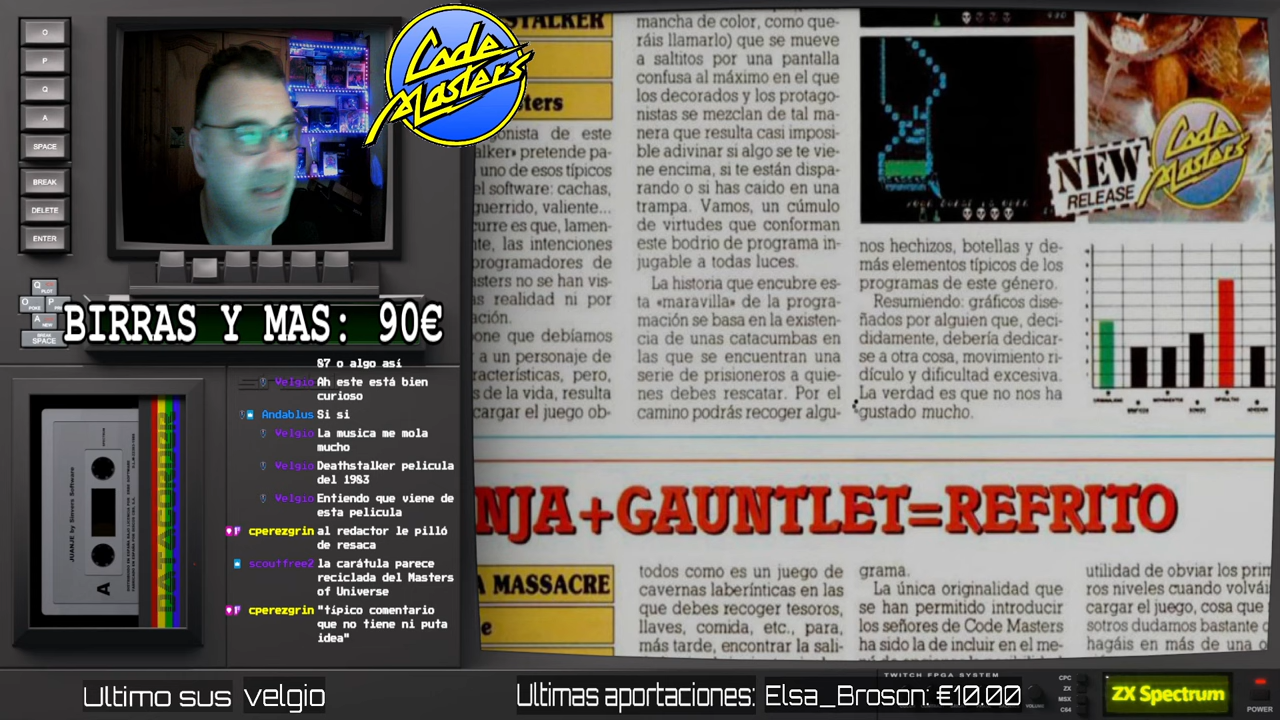 O
P
Q
A
SPACE
BREAK
DELETE
ENTER
Code
Masters
BIRRAS Y MAS: 90€
87 o algo así
Velgio Ah este está bien
curioso
Andablus Si si
Velgio La musica me mola
mucho
Velgio Deathstalker pelicula
del 1983
Velgio Entiendo que viene de
esta pelicula
cperezgrin al redactor le pilló
de resaca
scouffree2 la carátula parece
reciclada del Masters
of Universe
cperezgrin "típico comentario
que no tiene ni puta
idea"
JUANJE by Simvers Software
A
STALKER
sters
onista de este
alker» pretende pa-
uno de esos típicos
el software: cachas,
guerrido, valiente...
curre es que, lamen-
nte, las intenciones
programadores de
sters no se han vis-
s realidad ni por
ación.
one que debíamos
a un personaje de
racterísticas, pero,
s de la vida, resulta
cargar el juego ob-
mancha de color, como que-
ráis llamarlo) que se mueve
a saltitos por una pantalla
confusa al máximo en el que
los decorados y los protago-
nistas se mezclan de tal ma-
nera que resulta casi imposi-
ble adivinar si algo se te vie-
ne encima, si te están dispa-
rando o si has caido en una
trampa. Vamos, un cúmulo
de virtudes que conforman
este bodrio de programa in-
jugable a todas luces.
La historia que encubre es-
ta «maravilla» de la progra-
mación se basa en la existen-
cia de unas catacumbas en
las que se encuentran una
serie de prisioneros a quie-
nes debes rescatar. Por el
camino podrás recoger algu-
nos hechizos, botellas y de-
más elementos típicos de los
programas de este género.
Resumiendo: gráficos dise-
ñados por alguien que, deci-
didamente, debería dedicar-
se a otra cosa, movimiento ri-
dículo y dificultad excesiva.
La verdad es que no nos ha
gustado mucho.
NEW
RELEASE
Code
Masters
NJA+GAUNTLET=REFRITO
A MASSACRE
e
todos como es un juego de
cavernas laberínticas en las
que debes recoger tesoros,
llaves, comida, etc., para,
más tarde, encontrar la sali-
grama.
La única originalidad que
se han permitido introducir
los señores de Code Masters
ha sido la de incluir en el me-
utilidad de obviar los prim
ros niveles cuando volvái
cargar el juego, cosa que
sotros dudamos bastante
hagáis en más de una o
TWITCH FPGA SYSTEM
CPC
ZX
MSX
C64
ZX Spectrum
POWER
Ultimo sus velgio
Ultimas aportaciones: Elsa_Broson: €10.00